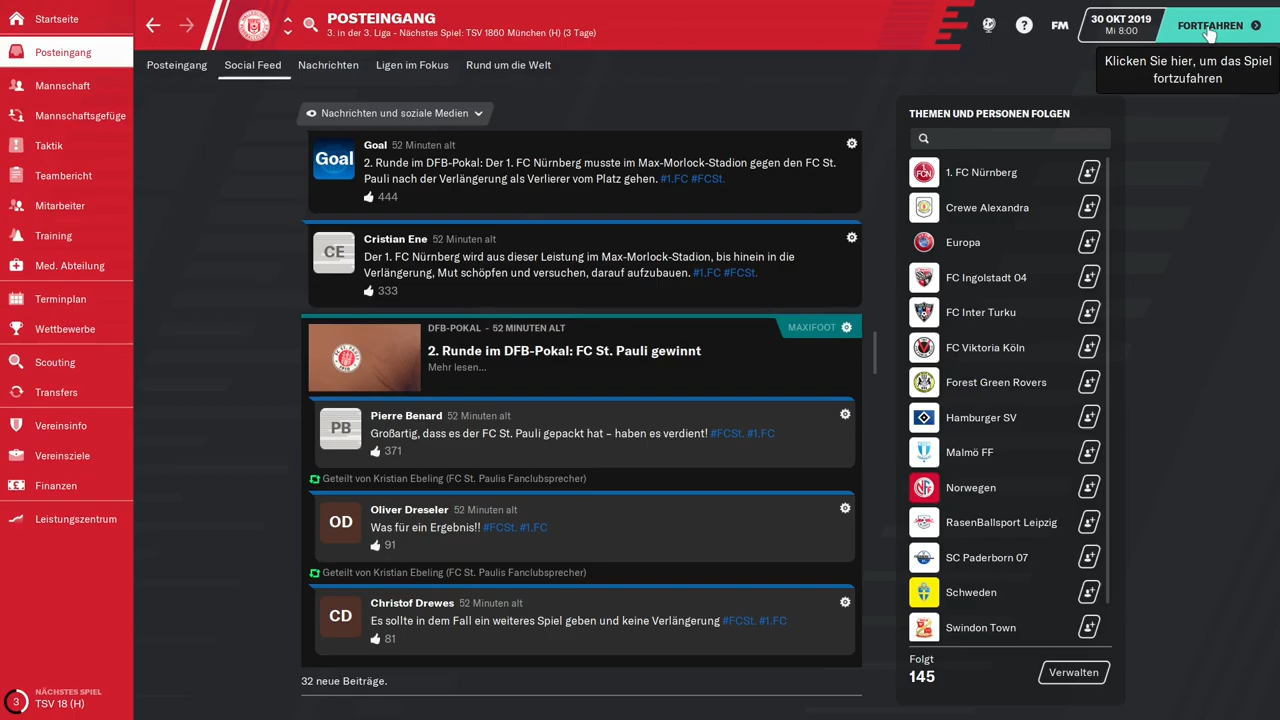 POSTEINGANG
3. in der 3. Liga - Nächstes Spiel: TSV 1860 München (H) (3 Tage)
FM
30 OKT 2019
Mi 8:00
FORTFAHREN
Klicken Sie hier, um das Spiel
fortzufahren
Startseite
Posteingang
Mannschaft
Mannschaftsgefüge
Taktik
Teambericht
Mitarbeiter
Training
Med. Abteilung
Terminplan
Wettbewerbe
Scouting
Transfers
Vereinsinfo
Vereinsziele
Finanzen
Leistungszentrum
3
NÄCHSTES SPIEL
TSV 18 (H)
Posteingang
Social Feed
Nachrichten
Ligen im Fokus
Rund um die Welt
Nachrichten und soziale Medien
Goal
Goal 52 Minuten alt
2. Runde im DFB-Pokal: Der 1. FC Nürnberg musste im Max-Morlock-Stadion gegen den FC St.
Pauli nach der Verlängerung als Verlierer vom Platz gehen. #1.FC #FCSt.
444
CE
Cristian Ene 52 Minuten alt
Der 1. FC Nürnberg wird aus dieser Leistung im Max-Morlock-Stadion, bis hinein in die
Verlängerung, Mut schöpfen und versuchen, darauf aufzubauen. #1.FC #FCSt.
333
DFB-POKAL - 52 MINUTEN ALT
MAXIFOOT
2. Runde im DFB-Pokal: FC St. Pauli gewinnt
Mehr lesen...
PB
Pierre Benard 52 Minuten alt
Großartig, dass es der FC St. Pauli gepackt hat – haben es verdient! #FCSt. #1.FC
371
Geteilt von Kristian Ebeling (FC St. Paulis Fanclubsprecher)
OD
Oliver Dreseler 52 Minuten alt
Was für ein Ergebnis!! #FCSt. #1.FC
91
Geteilt von Kristian Ebeling (FC St. Paulis Fanclubsprecher)
CD
Christof Drewes 52 Minuten alt
Es sollte in dem Fall ein weiteres Spiel geben und keine Verlängerung #FCSt. #1.FC
81
32 neue Beiträge.
THEMEN UND PERSONEN FOLGEN
1. FC Nürnberg
Crewe Alexandra
Europa
FC Ingolstadt 04
FC Inter Turku
FC Viktoria Köln
Forest Green Rovers
Hamburger SV
Malmö FF
Norwegen
RasenBallsport Leipzig
SC Paderborn 07
Schweden
Swindon Town
Folgt
145
Verwalten